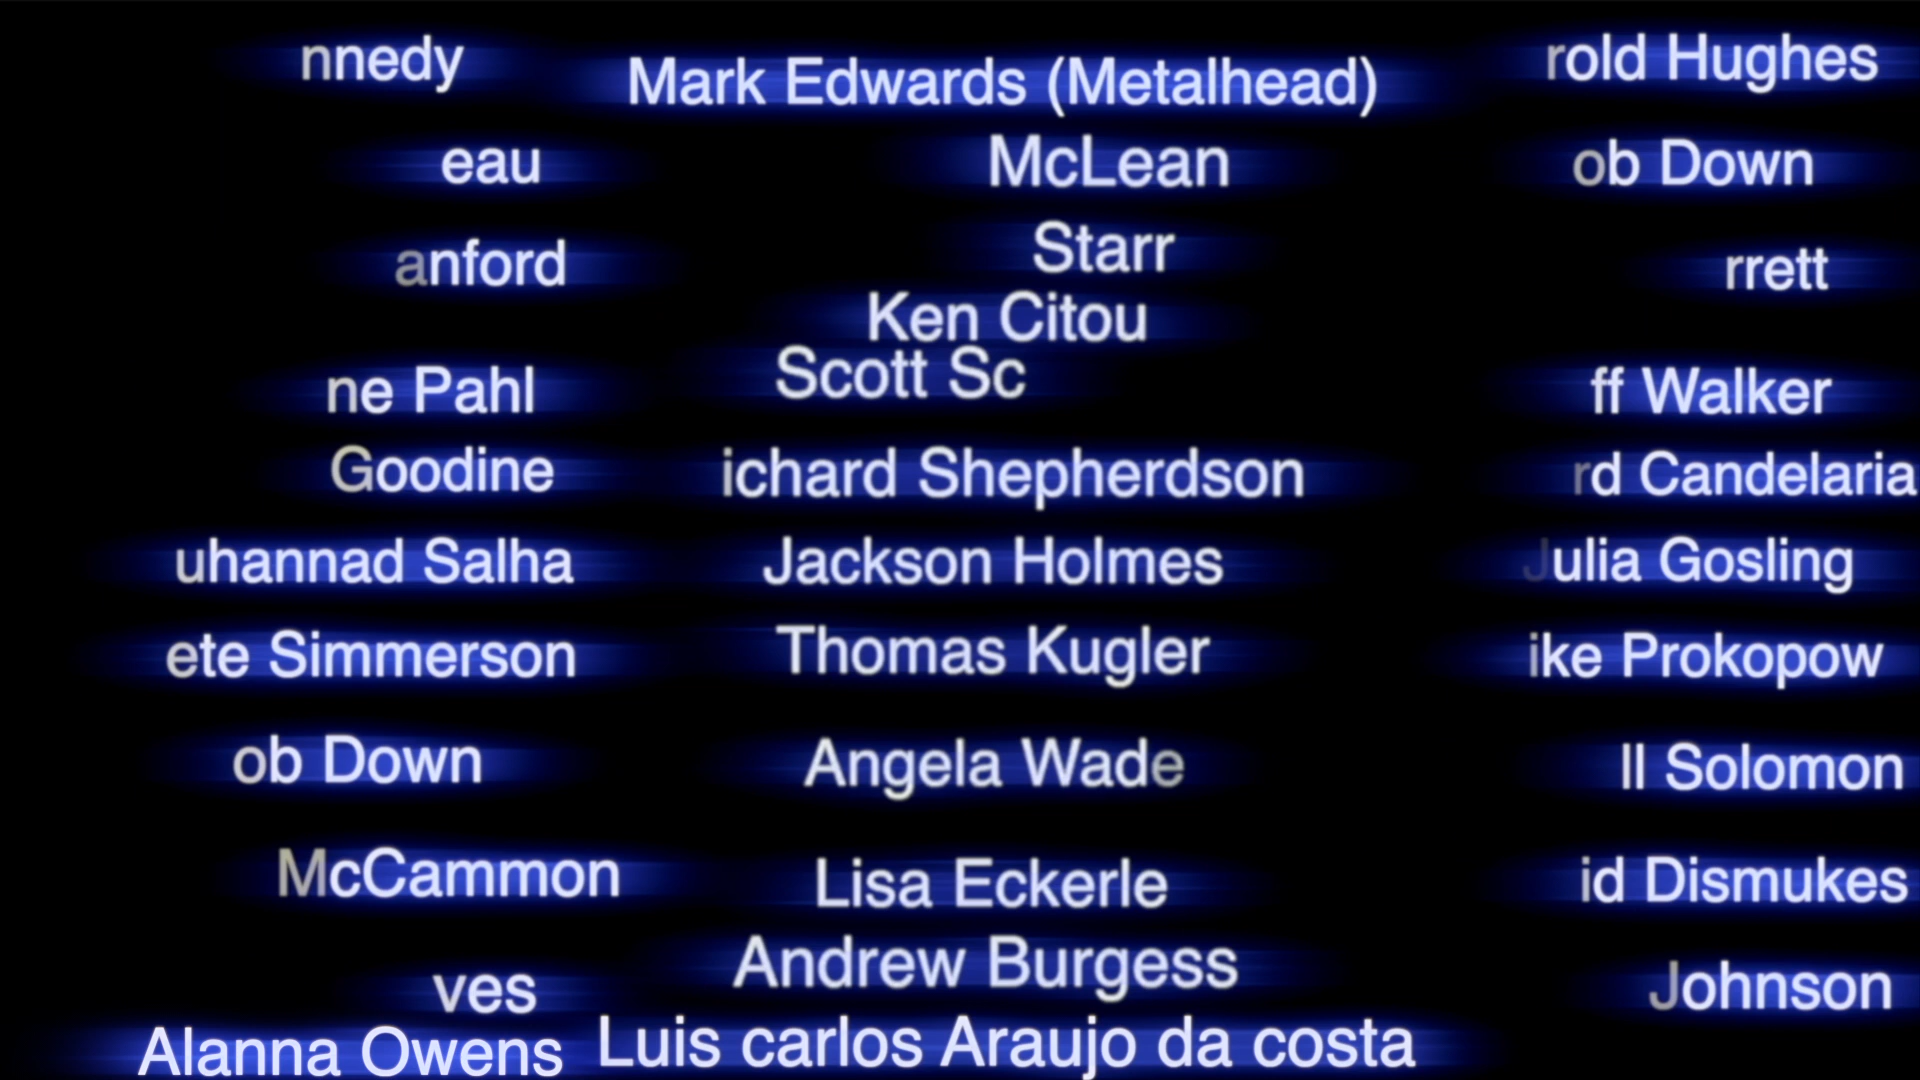 nnedy
Mark Edwards (Metalhead)
rold Hughes
eau
McLean
ob Down
anford
Starr
rrett
Ken Citou
Scott Sc
ne Pahl
ff Walker
Goodine
ichard Shepherdson
rd Candelaria
uhannad Salha
Jackson Holmes
Julia Gosling
ete Simmerson
Thomas Kugler
ike Prokopow
ob Down
Angela Wade
ll Solomon
McCammon
Lisa Eckerle
id Dismukes
ves
Andrew Burgess
Johnson
Alanna Owens
Luis carlos Araujo da costa